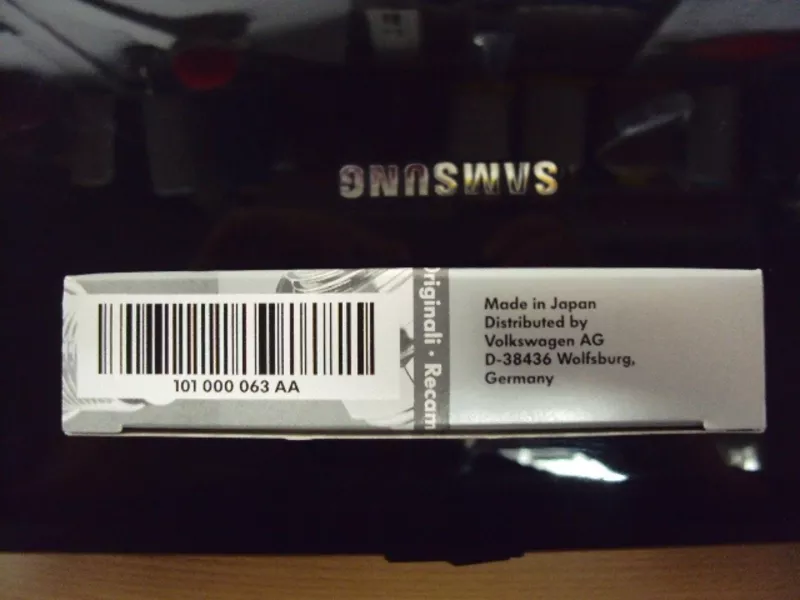 SAMSUNG
101 000 063 AA
Originali · Recam
Made in Japan
Distributed by
Volkswagen AG
D-38436 Wolfsburg,
Germany